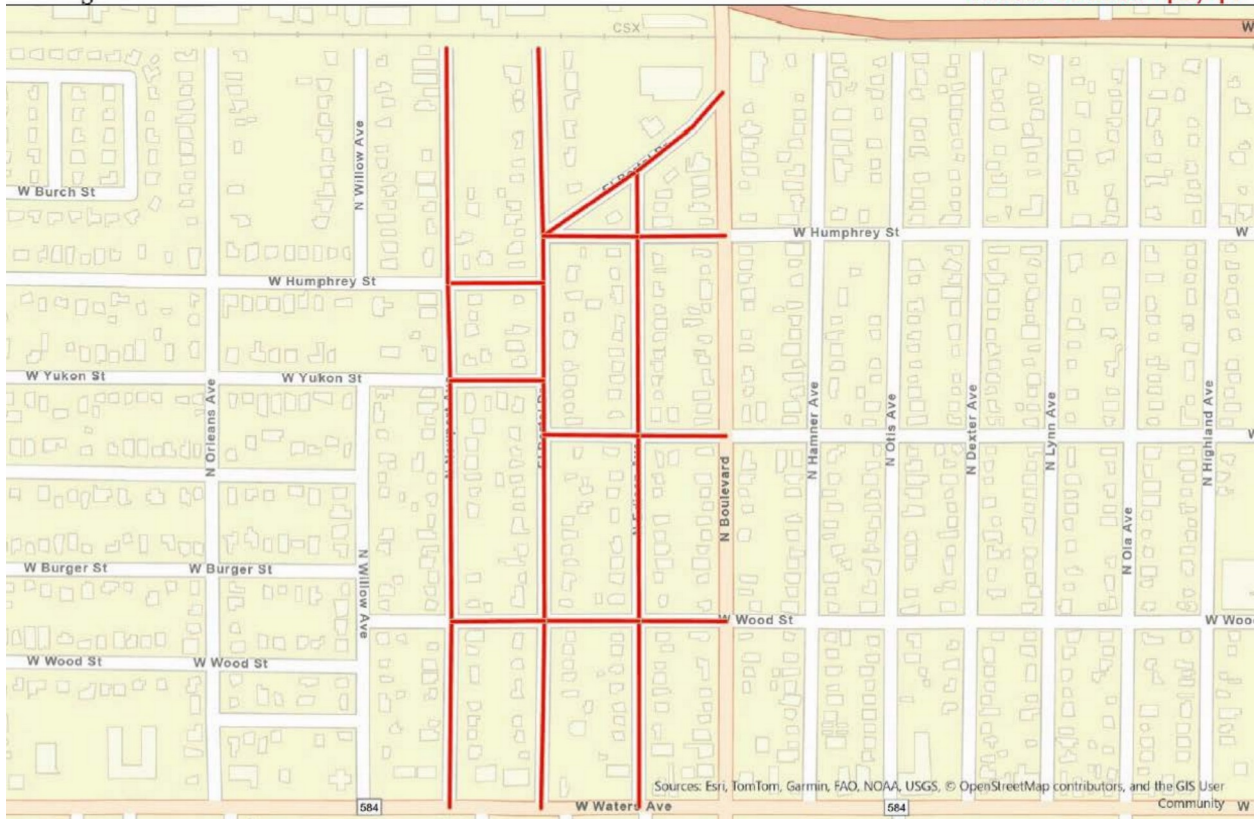 CSX
W
N Willow Ave
W Burch St
W Humphrey St
W
W Humphrey St
W Yukon St
W Yukon St
N Orleans Ave
N Hamner Ave
N Otis Ave
N Dexter Ave
N Lynn Ave
N Highland Ave
N Boulevard
N Ola Ave
W Burger St
W Burger St
N Willow Ave
W Wood St
W Wood
W Wood St
W Wood St
Sources: Esri, TomTom, Garmin, FAO, NOAA, USGS, © OpenStreetMap contributors, and the GIS User
Community
W
584
W Waters Ave
584